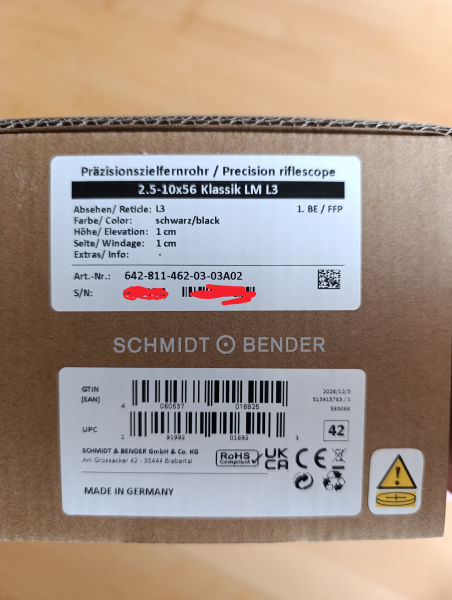 Präzisionszielfernrohr / Precision riflescope
2.5-10x56 Klassik LM L3
Absehen/ Reticle: L3 1. BE / FFP
Farbe/ Color: schwarz/black
Höhe/ Elevation: 1 cm
Seite/ Windage: 1 cm
Extras/ Info: -
Art.-Nr.: 642-811-462-03-03A02
S/N:
SCHMIDT BENDER
GTIN
[EAN]
4 060537 016925
UPC
1 91992 01692 3
513915763 / 1
42
SCHMIDT & BENDER GmbH & Co. KG
Am Grossacker 42 - 35444 Biebertal
RoHS
Compliant
UK
CA
CE
MADE IN GERMANY